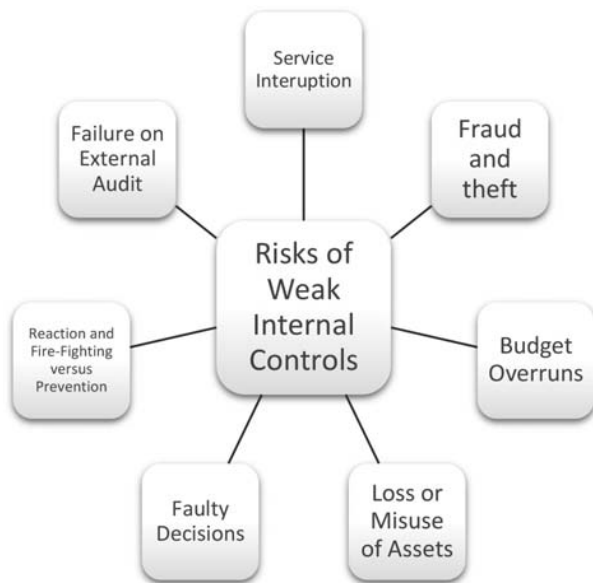 Service
Interuption
Fraud
and
theft
Failure on
External
Audit
Risks of
Weak
Internal
Controls
Budget
Overruns
Reaction and
Fire-Fighting
versus
Prevention
Loss or
Misuse
of Assets
Faulty
Decisions